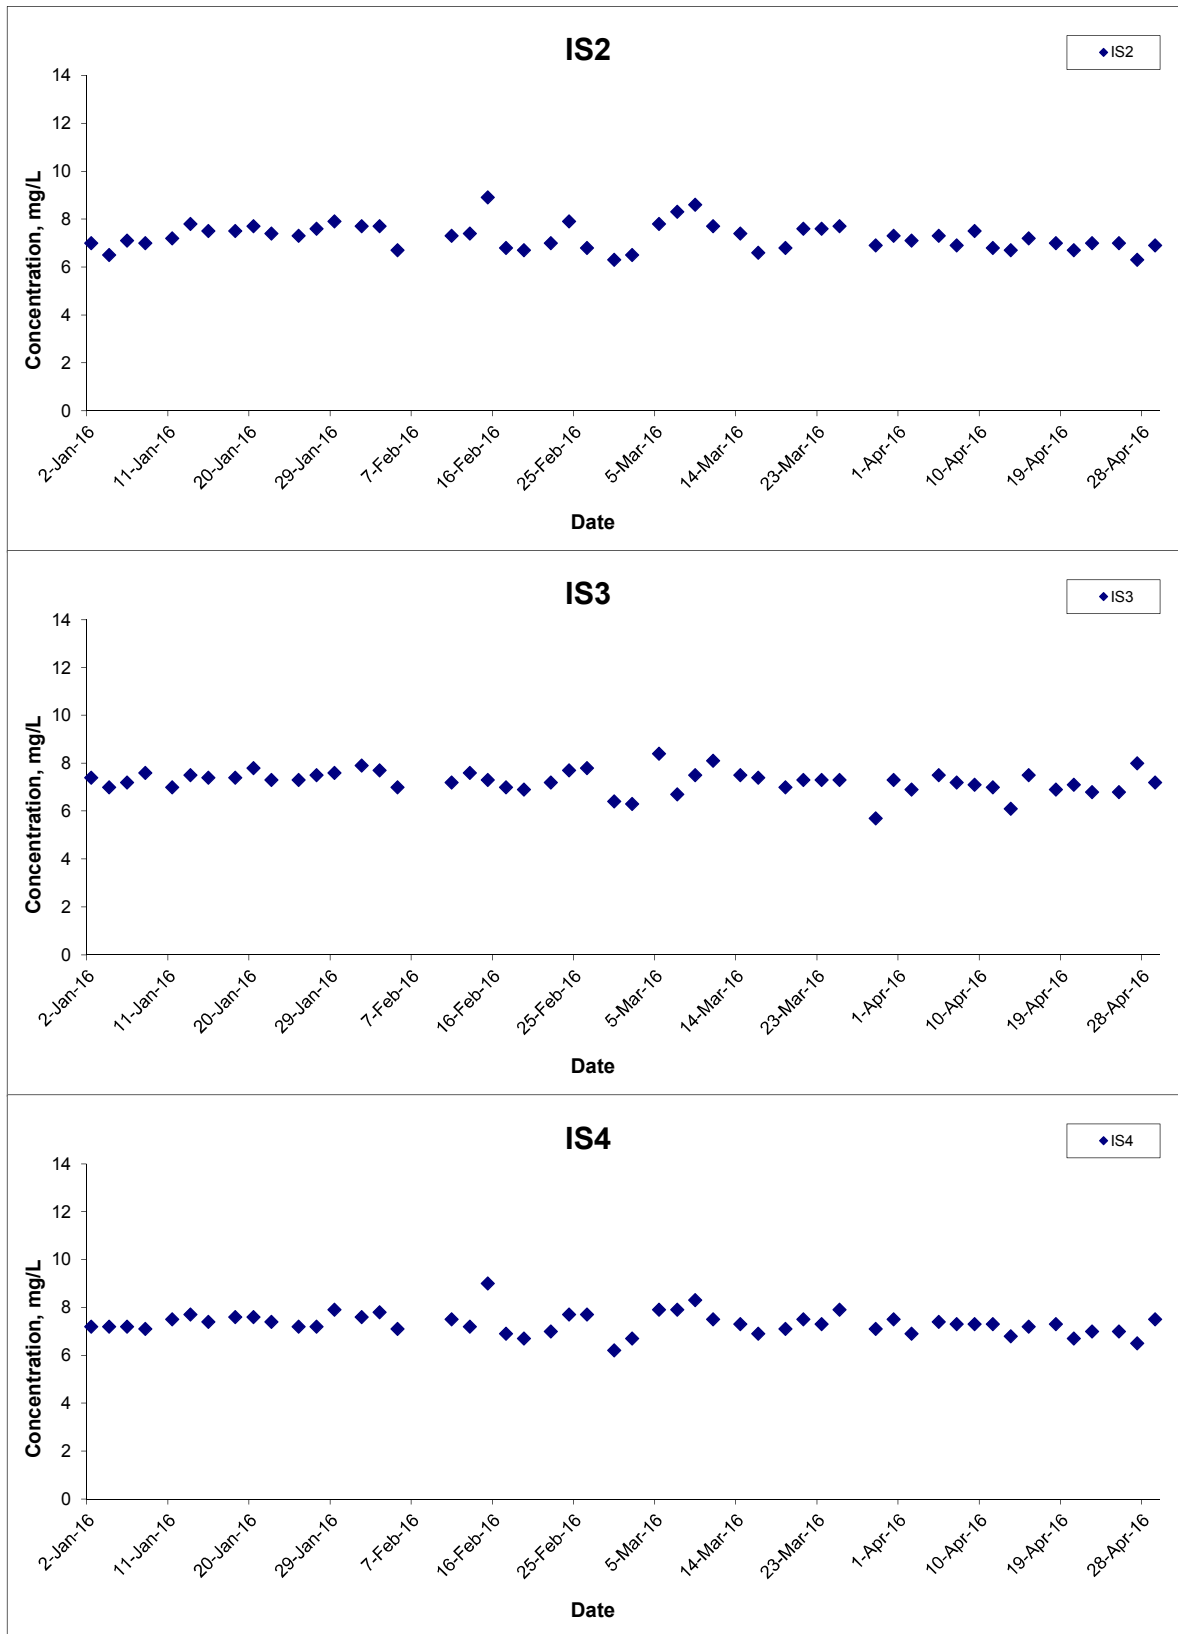 IS2
IS2
14
12
10
8
6
4
2
0
Concentration, mg/L
2-Jan-16
11-Jan-16
20-Jan-16
29-Jan-16
7-Feb-16
16-Feb-16
25-Feb-16
5-Mar-16
14-Mar-16
23-Mar-16
1-Apr-16
10-Apr-16
19-Apr-16
28-Apr-16
Date
IS3
IS3
14
12
10
8
6
4
2
0
Concentration, mg/L
2-Jan-16
11-Jan-16
20-Jan-16
29-Jan-16
7-Feb-16
16-Feb-16
25-Feb-16
5-Mar-16
14-Mar-16
23-Mar-16
1-Apr-16
10-Apr-16
19-Apr-16
28-Apr-16
Date
IS4
IS4
14
12
10
8
6
4
2
0
Concentration, mg/L
2-Jan-16
11-Jan-16
20-Jan-16
29-Jan-16
7-Feb-16
16-Feb-16
25-Feb-16
5-Mar-16
14-Mar-16
23-Mar-16
1-Apr-16
10-Apr-16
19-Apr-16
28-Apr-16
Date